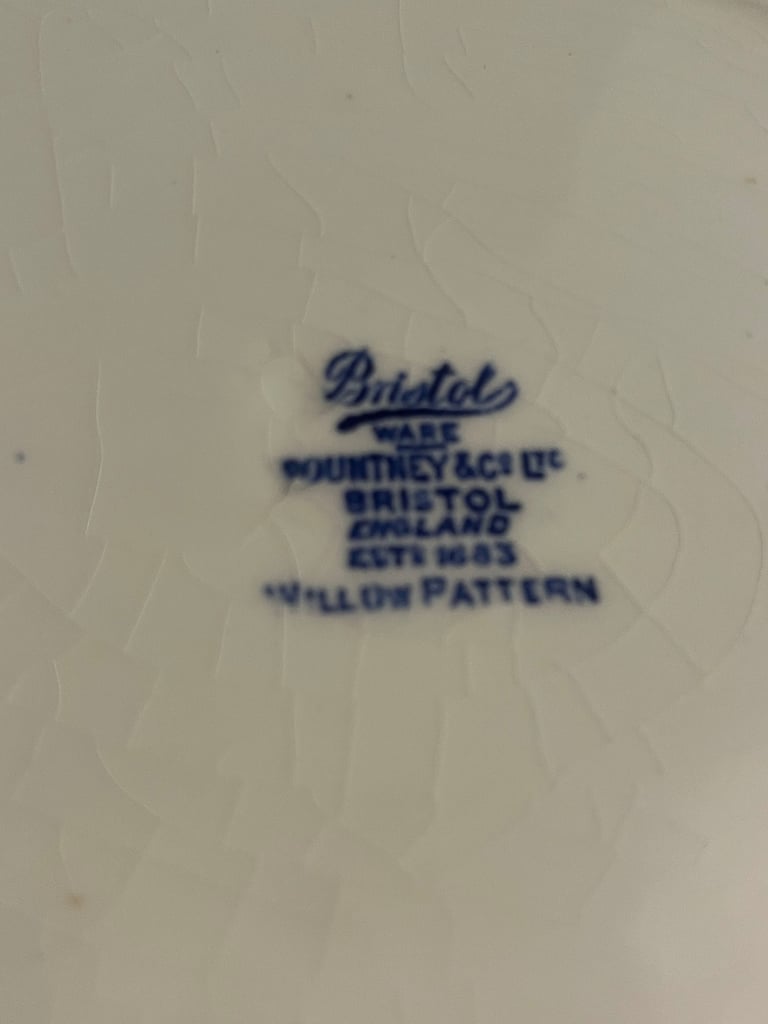 Bristol
WARE
POUNTNEY & Cº LTD
BRISTOL
ENGLAND
ESTD 1683
WILLOW PATTERN